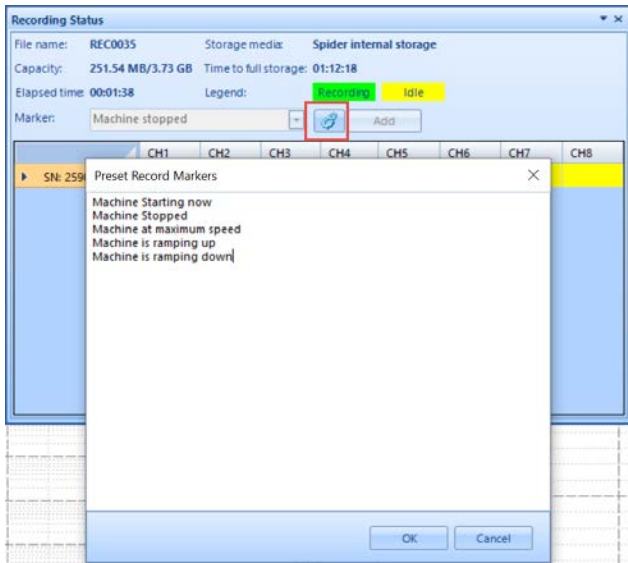 Recording Status
File name: REC0035 Storage media: Spider internal storage
Capacity: 251.54 MB/3.73 GB Time to full storage: 01:12:18
Elapsed time: 00:01:38 Legend: Recording Idle
Marker: Machine stopped Add
CH1 CH2 CH3 CH4 CH5 CH6 CH7 CH8
SN:
Preset Record Markers
Machine Starting now
Machine Stopped
Machine at maximum speed
Machine is ramping up
Machine is ramping down
OK Cancel